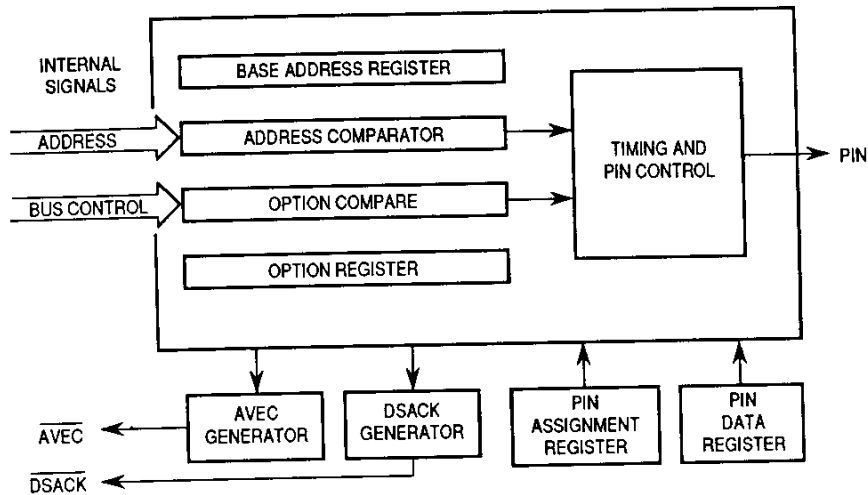 INTERNAL
SIGNALS
BASE ADDRESS REGISTER
ADDRESS
ADDRESS COMPARATOR
TIMING AND
PIN CONTROL
PIN
BUS CONTROL
OPTION COMPARE
OPTION REGISTER
AVEC
GENERATOR
DSACK
GENERATOR
PIN
ASSIGNMENT
REGISTER
PIN
DATA
REGISTER
AVEC
DSACK